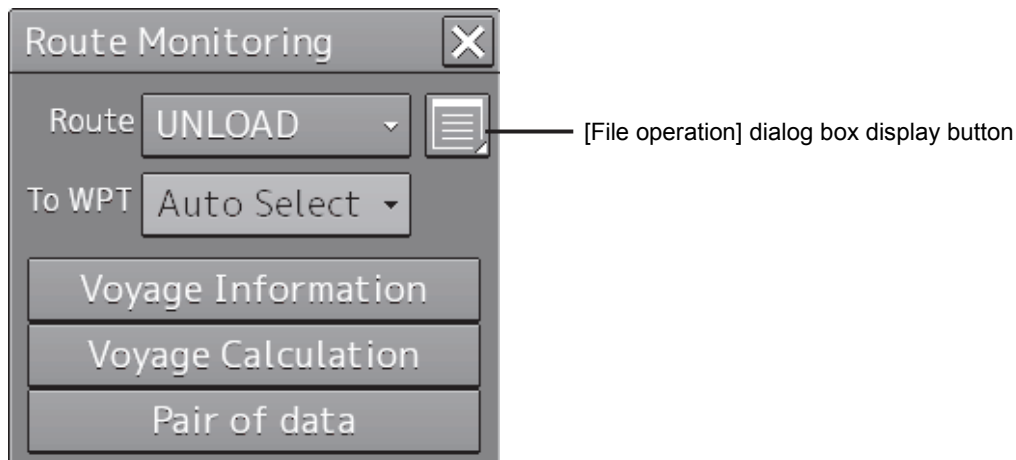 Route Monitoring
Route UNLOAD
[File operation] dialog box display button
To WPT Auto Select
Voyage Information
Voyage Calculation
Pair of data